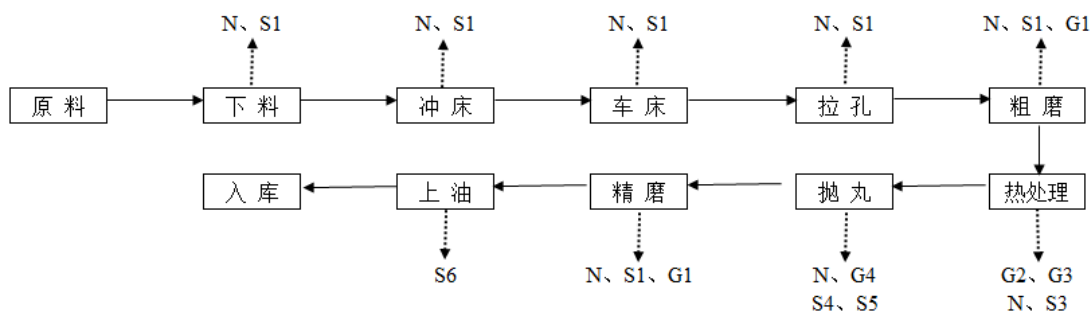 N、S1 N、S1 N、S1 N、S1 N、S1、G1
原 料 下 料 冲 床 车 床 拉 孔 粗 磨
入 库 上 油 精 磨 抛 丸 热处理
S6 N、S1、G1 N、G4 G2、G3
S4、S5 N、S3